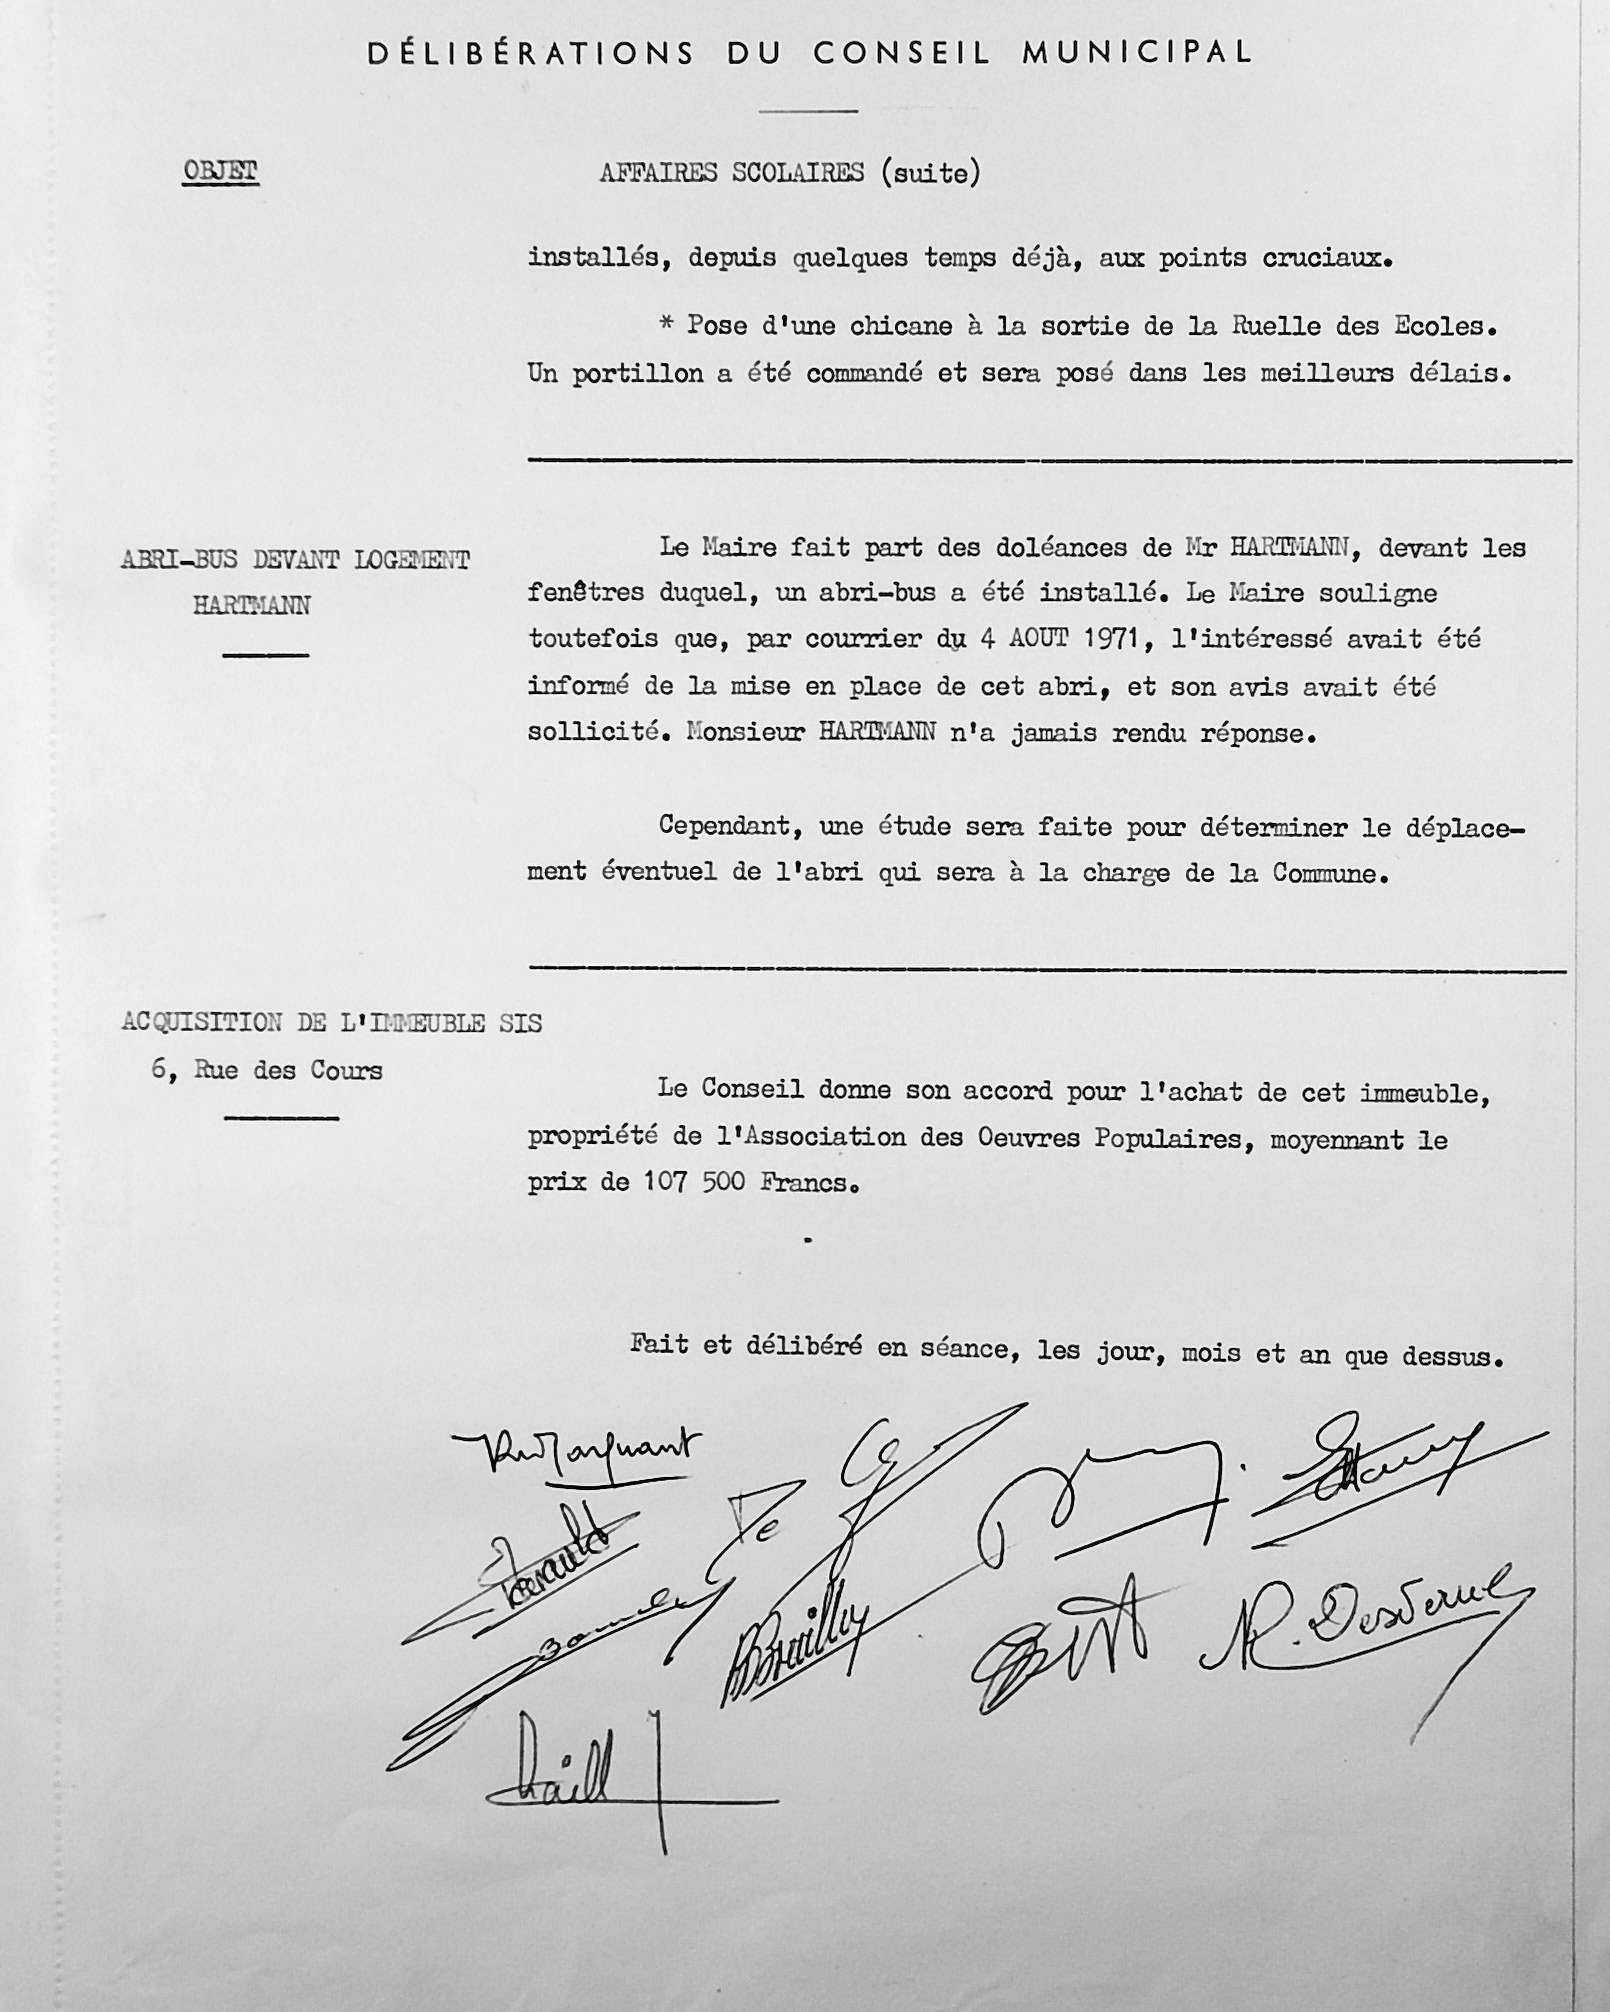 DÉLIBÉRATIONS DU CONSEIL MUNICIPAL
OBJET
AFFAIRES SCOLAIRES (suite)
installés, depuis quelques temps déjà, aux points cruciaux.
* Pose d'une chicane à la sortie de la Ruelle des Ecoles.
Un portillon a été commandé et sera posé dans les meilleurs délais.
ABRI-BUS DEVANT LOGEMENT
HARTMANN
Le Maire fait part des doléances de Mr HARTMANN, devant les
fenêtres duquel, un abri-bus a été installé. Le Maire souligne
toutefois que, par courrier du 4 AOUT 1971, l'intéressé avait été
informé de la mise en place de cet abri, et son avis avait été
sollicité. Monsieur HARTMANN n'a jamais rendu réponse.
Cependant, une étude sera faite pour déterminer le déplace-
ment éventuel de l'abri qui sera à la charge de la Commune.
ACQUISITION DE L'IMMEUBLE SIS
6, Rue des Cours
Le Conseil donne son accord pour l'achat de cet immeuble,
propriété de l'Association des Oeuvres Populaires, moyennant le
prix de 107 500 Francs.
Fait et délibéré en séance, les jour, mois et an que dessus.